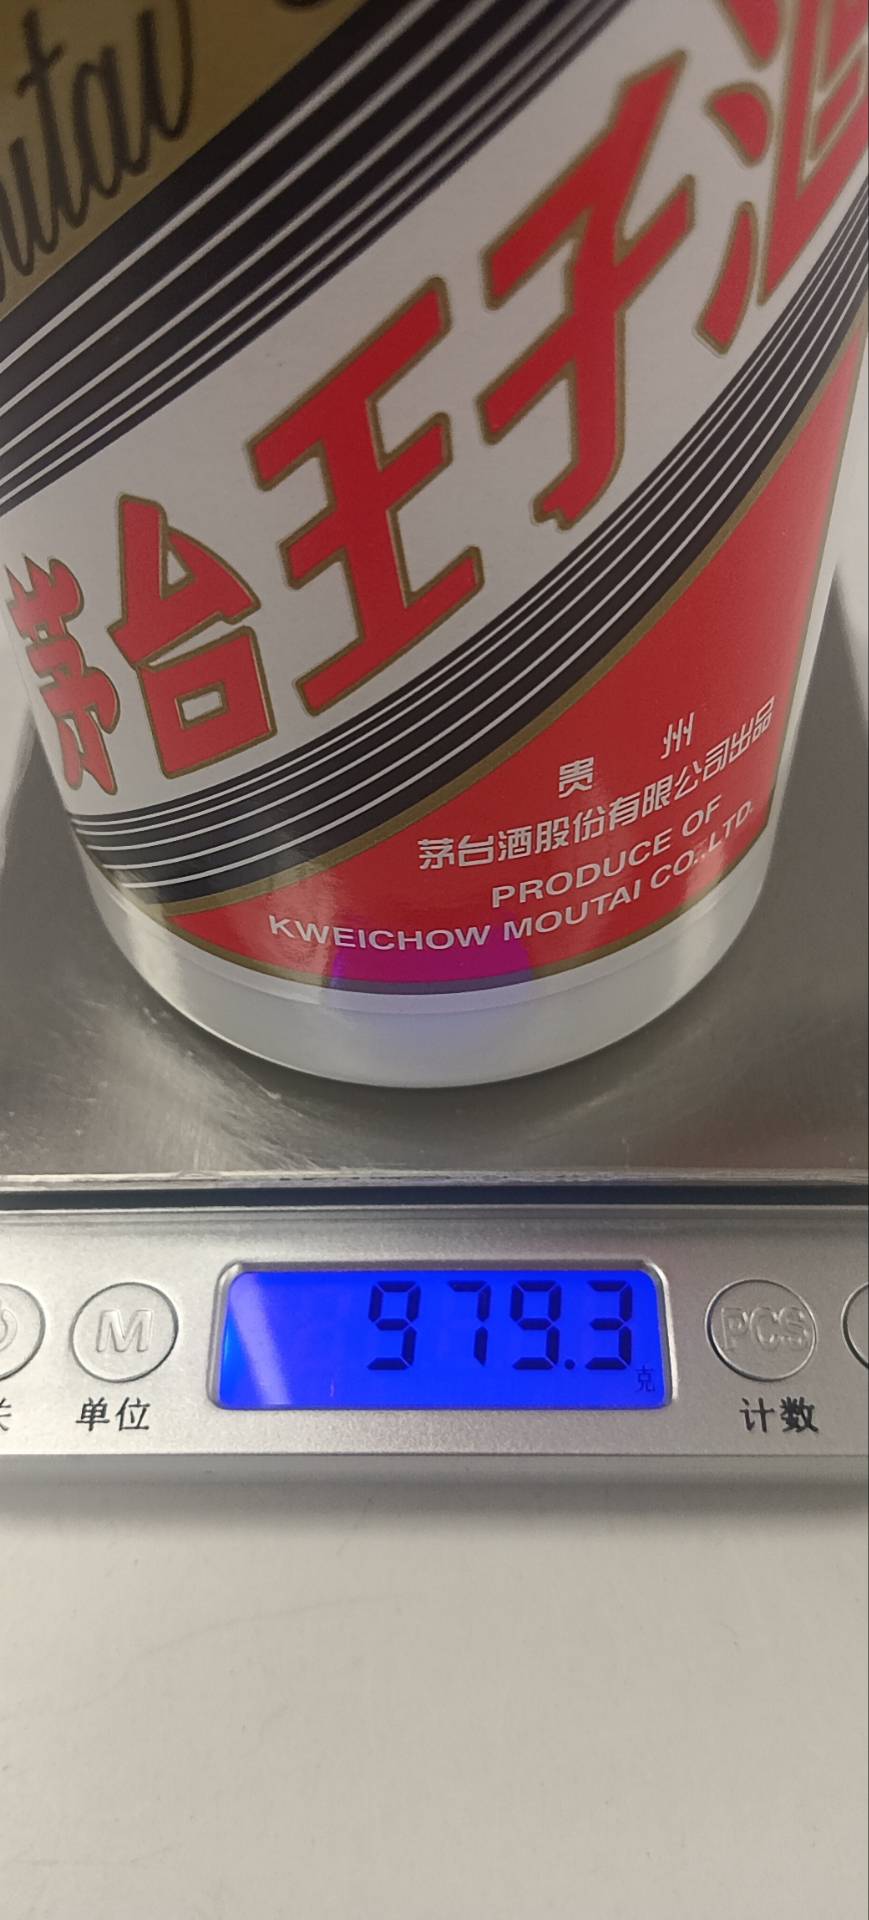 茅台王子酒
贵 州
茅台酒股份有限公司出品
PRODUCE OF
KWEICHOW MOUTAI CO.,LTD.
979.3
克
M
PCS
单位
计数